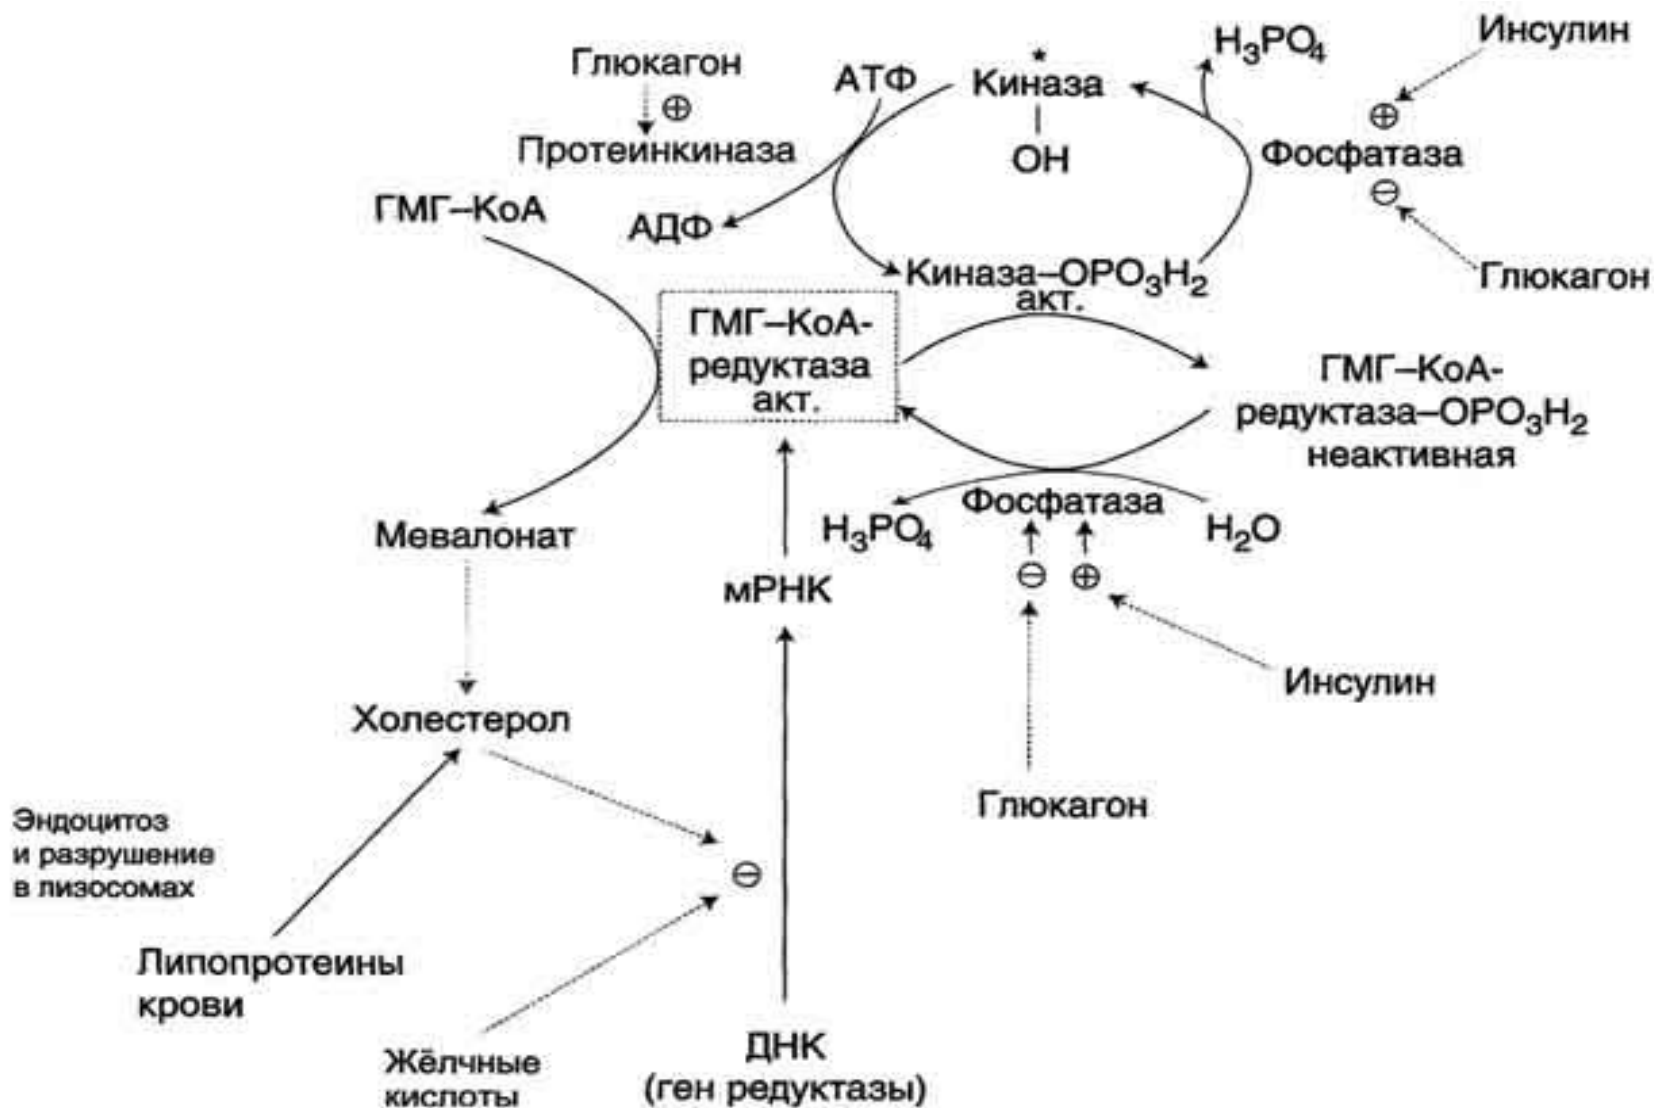 Инсулин
H3PO4
Глюкагон
АТФ
*
Киназа
⊕
⊕
Протеинкиназа
ОН
Фосфатаза
⊖
ГМГ–КоА
АДФ
Киназа–OPO3H2
акт.
Глюкагон
ГМГ–КоА-
редуктаза
акт.
ГМГ–КоА-
редуктаза–OPO3H2
неактивная
Фосфатаза
H3PO4
H2O
Мевалонат
⊖ ⊕
мРНК
Инсулин
Холестерол
Глюкагон
Эндоцитоз
и разрушение
в лизосомах
⊖
Липопротеины
крови
Жёлчные
кислоты
ДНК
(ген редуктазы)